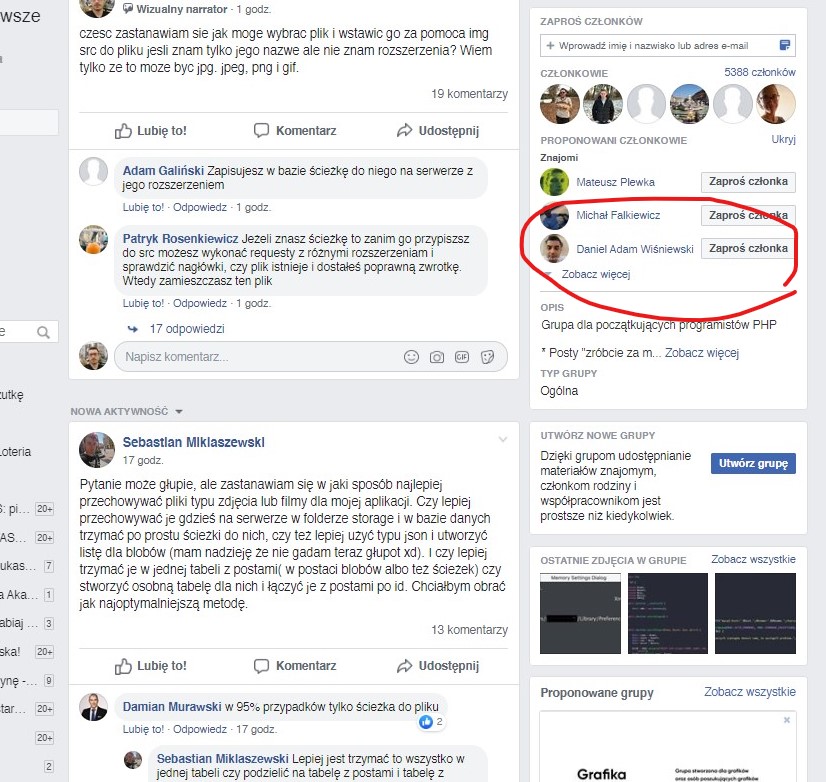 wsze
Wizualny narrator · 1 godz.
czesc zastanawiam sie jak moge wybrac plik i wstawic go za pomoca img
src do pliku jesli znam tylko jego nazwe ale nie znam rozszerzenia? Wiem
tylko ze to moze byc jpg. jpeg, png i gif.
19 komentarzy
Lubię to!
Komentarz
Udostępnij
Adam Galiński Zapisujesz w bazie ścieżkę do niego na serwerze z
jego rozszerzeniem
Lubię to! · Odpowiedz · 1 godz.
Patryk Rosenkiewicz Jeżeli znasz ścieżkę to zanim go przypiszsz
do src możesz wykonać requesty z różnymi rozszerzeniam i
sprawdzić nagłówki, czy plik istnieje i dostałeś poprawną zwrotkę.
Wtedy zamieszczasz ten plik
Lubię to! · Odpowiedz · 1 godz.
17 odpowiedzi
Napisz komentarz...
GIF
NOWA AKTYWNOŚĆ
Sebastian Miklaszewski
17 godz.
Pytanie może głupie, ale zastanawiam się w jaki sposób najlepiej
przechowywać pliki typu zdjęcia lub filmy dla mojej aplikacji. Czy lepiej
przechowywać je gdzieś na serwerze w folderze storage i w bazie danych
trzymać po prostu ścieżki do nich, czy też lepiej użyć typu json i utworzyć
listę dla blobów (mam nadzieję że nie gadam teraz głupot xd). I czy lepiej
trzymać je w jednej tabeli z postami( w postaci blobów albo też ścieżek) czy
stworzyć osobną tabelę dla nich i łączyć je z postami po id. Chciałbym obrać
jak najoptymalniejszą metodę.
13 komentarzy
Lubię to!
Komentarz
Udostępnij
Damian Murawski w 95% przypadków tylko ścieżka do pliku
2
Lubię to! · Odpowiedz · 17 godz.
Sebastian Miklaszewski Lepiej jest trzymać to wszystko w
jednej tabeli czy podzielić na tabelę z postami i tabelę z
e
zutkę
oteria
S: pi... 20+
AS... 20+
ukas... 7
a Aka... 1
abiaj ... 3
ska! 20+
ynę -... 9
star... 20+
20+
2
ZAPROŚ CZŁONKÓW
+ Wprowadź imię i nazwisko lub adres e-mail
CZŁONKOWIE
5388 członków
PROPONOWANI CZŁONKOWIE
Ukryj
Znajomi
Mateusz Plewka
Zaproś członka
Michał Falkiewicz
Zaproś członka
Daniel Adam Wiśniewski
Zaproś członka
Zobacz więcej
OPIS
Grupa dla początkujących programistów PHP
* Posty "zróbcie za m... Zobacz więcej
TYP GRUPY
Ogólna
UTWÓRZ NOWE GRUPY
Dzięki grupom udostępnianie
materiałów znajomym,
członkom rodziny i
współpracownikom jest
prostsze niż kiedykolwiek.
Utwórz grupę
OSTATNIE ZDJĘCIA W GRUPIE
Zobacz wszystkie
Memory Settings Dialog
/Library/Preferen
Proponowane grupy
Zobacz wszystkie
Grafika
Grupa stworzona dla grafików